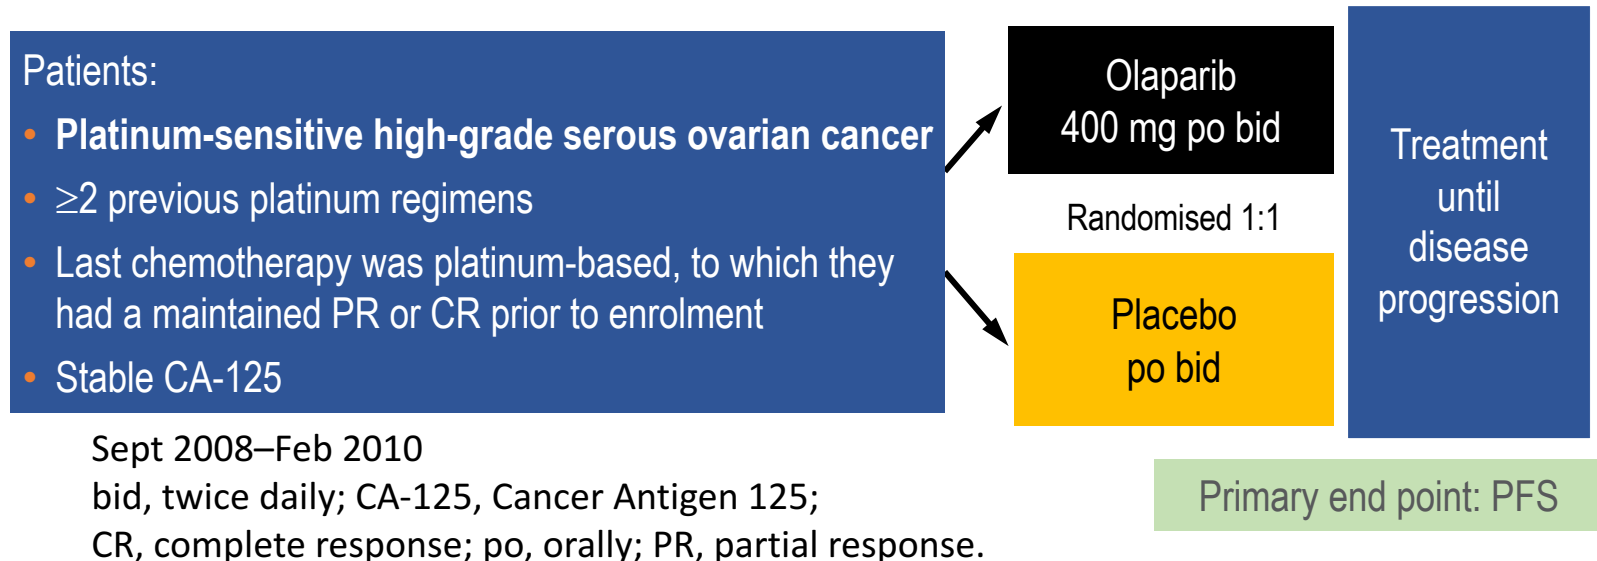 Patients:
• Platinum-sensitive high-grade serous ovarian cancer
• ≥2 previous platinum regimens
• Last chemotherapy was platinum-based, to which they
had a maintained PR or CR prior to enrolment
• Stable CA-125
Olaparib
400 mg po bid
Randomised 1:1
Placebo
po bid
Treatment
until
disease
progression
Sept 2008–Feb 2010
bid, twice daily; CA-125, Cancer Antigen 125;
CR, complete response; po, orally; PR, partial response.
Primary end point: PFS